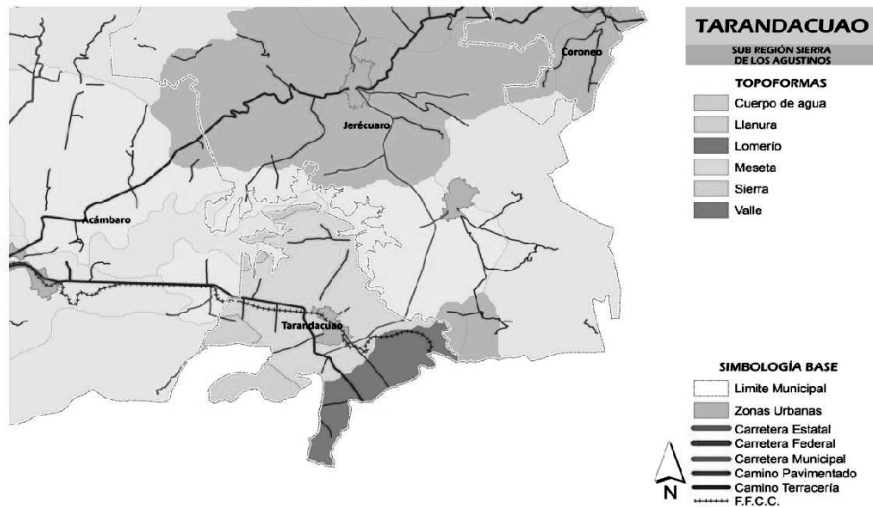 TARANDACUAO
SUB REGIÓN SIERRA
DE LOS AGUSTINOS
TOPOFORMAS
Cuerpo de agua
Llanura
Lomerío
Meseta
Sierra
Valle
Coroneo
Jerécuaro
Acámbaro
Tarandacuao
SIMBOLOGÍA BASE
Limite Municipal
Zonas Urbanas
Carretera Estatal
Carretera Federal
Carretera Municipal
Camino Pavimentado
Camino Terracería
F.F.C.C.
N